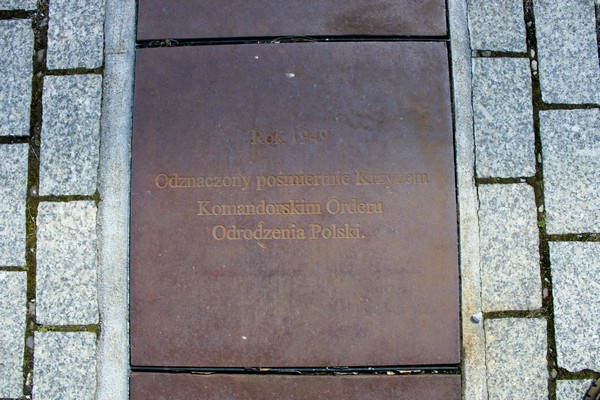 Rok 1949
Odznaczony pośmiertnie Krzyżem
Komandorskim Orderu
Odrodzenia Polski.